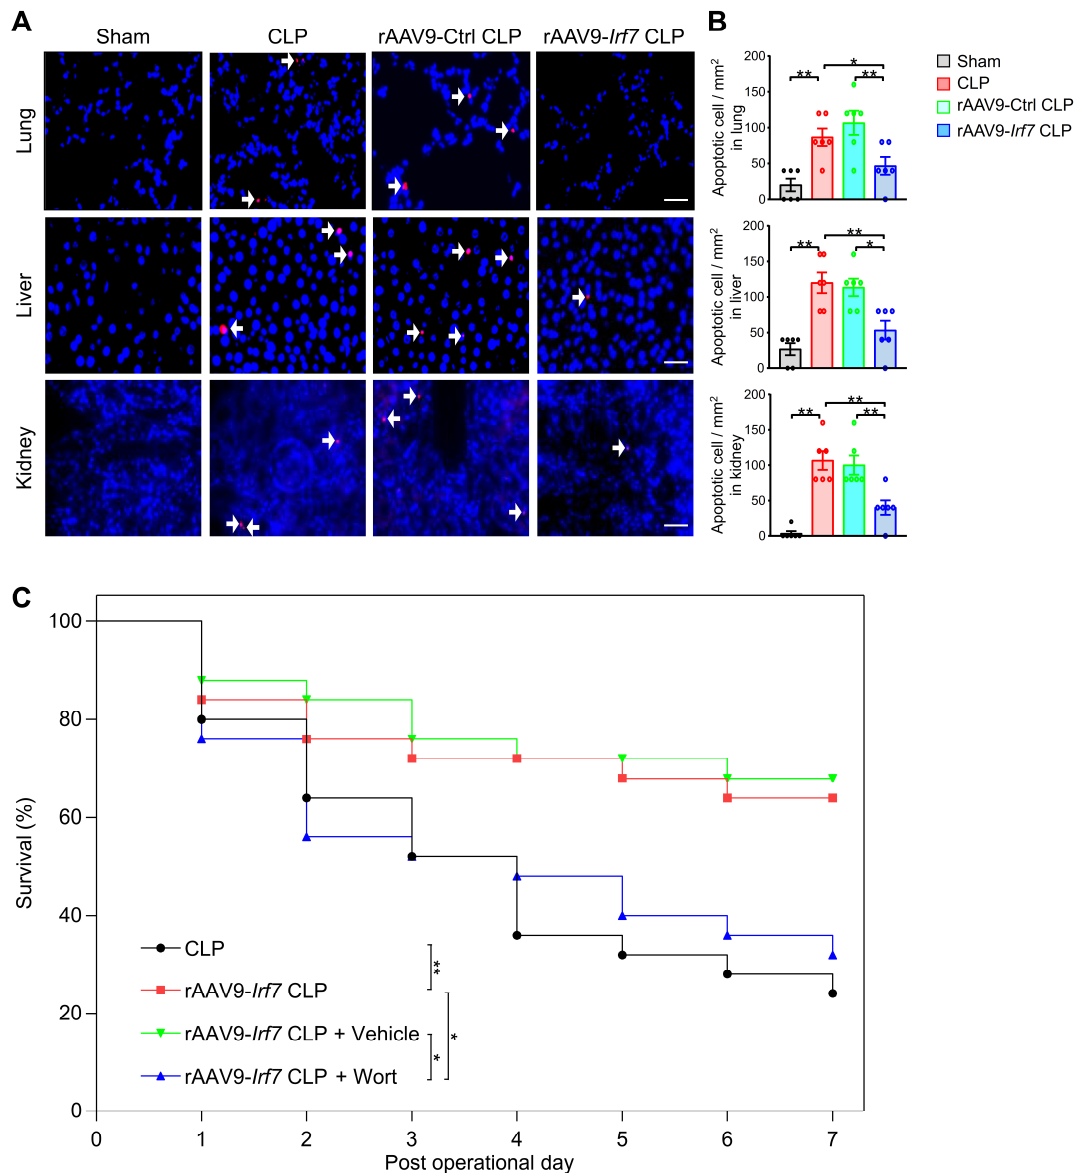 A
Sham
CLP
rAAV9-Ctrl CLP
rAAV9-Irf7 CLP
Lung
Liver
Kidney
B
Apoptotic cell / mm2
in lung
200
150
100
50
0
**
*
**
Sham
CLP
rAAV9-Ctrl CLP
rAAV9-Irf7 CLP
Apoptotic cell / mm2
in liver
200
150
100
50
0
**
**
*
Apoptotic cell / mm2
in kidney
200
150
100
50
0
**
**
**
C
Survival (%)
100
80
60
40
20
0
CLP
rAAV9-Irf7 CLP
rAAV9-Irf7 CLP + Vehicle
rAAV9-Irf7 CLP + Wort
**
*
*
0 1 2 3 4 5 6 7
Post operational day